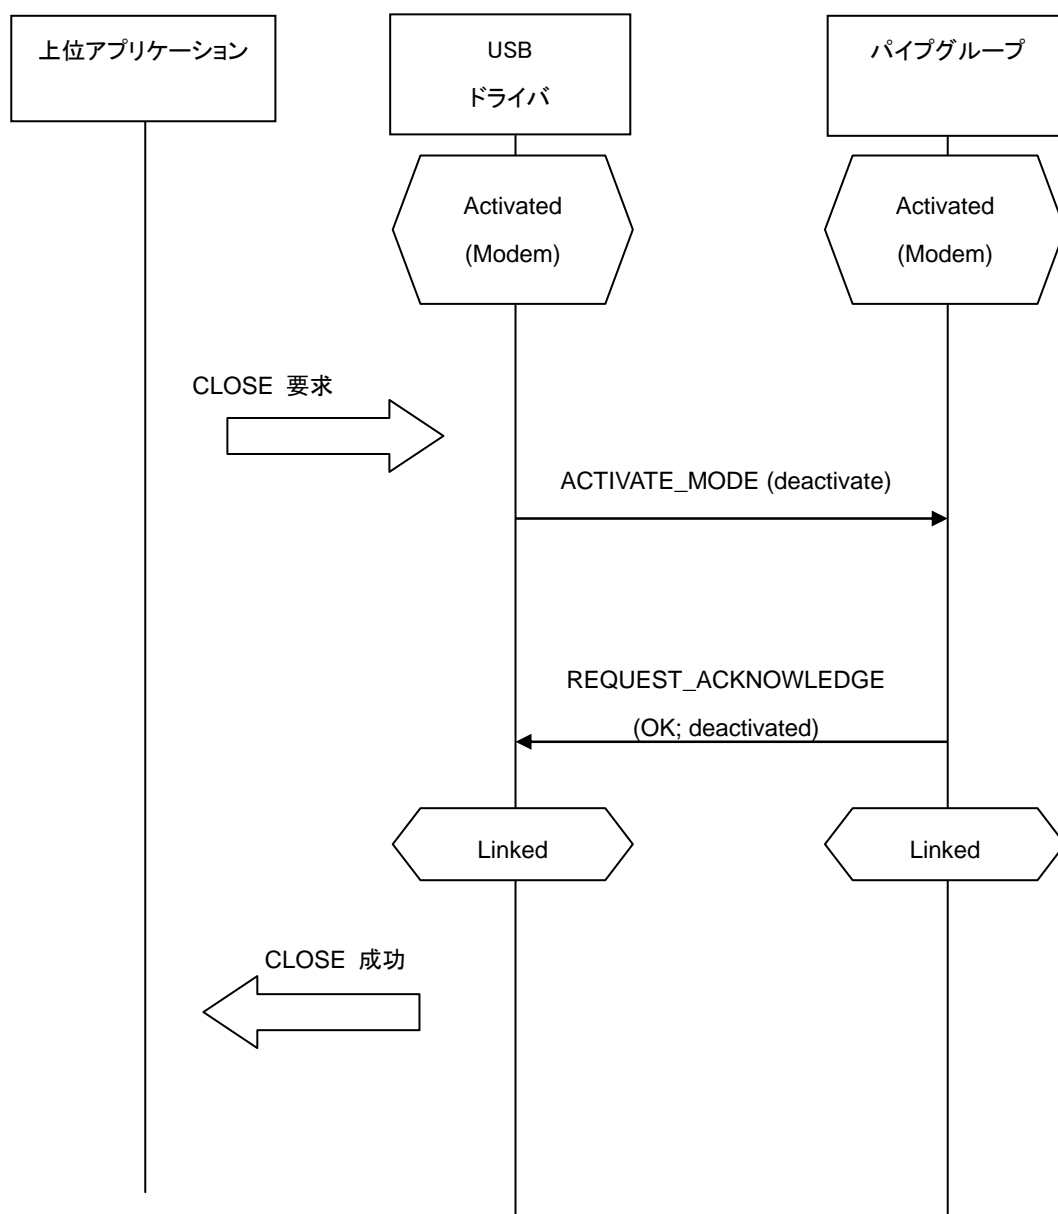 上位アプリケーション
USB
ドライバ
パイプグループ
Activated
(Modem)
Activated
(Modem)
CLOSE 要求
ACTIVATE_MODE (deactivate)
REQUEST_ACKNOWLEDGE
(OK; deactivated)
Linked
Linked
CLOSE 成功